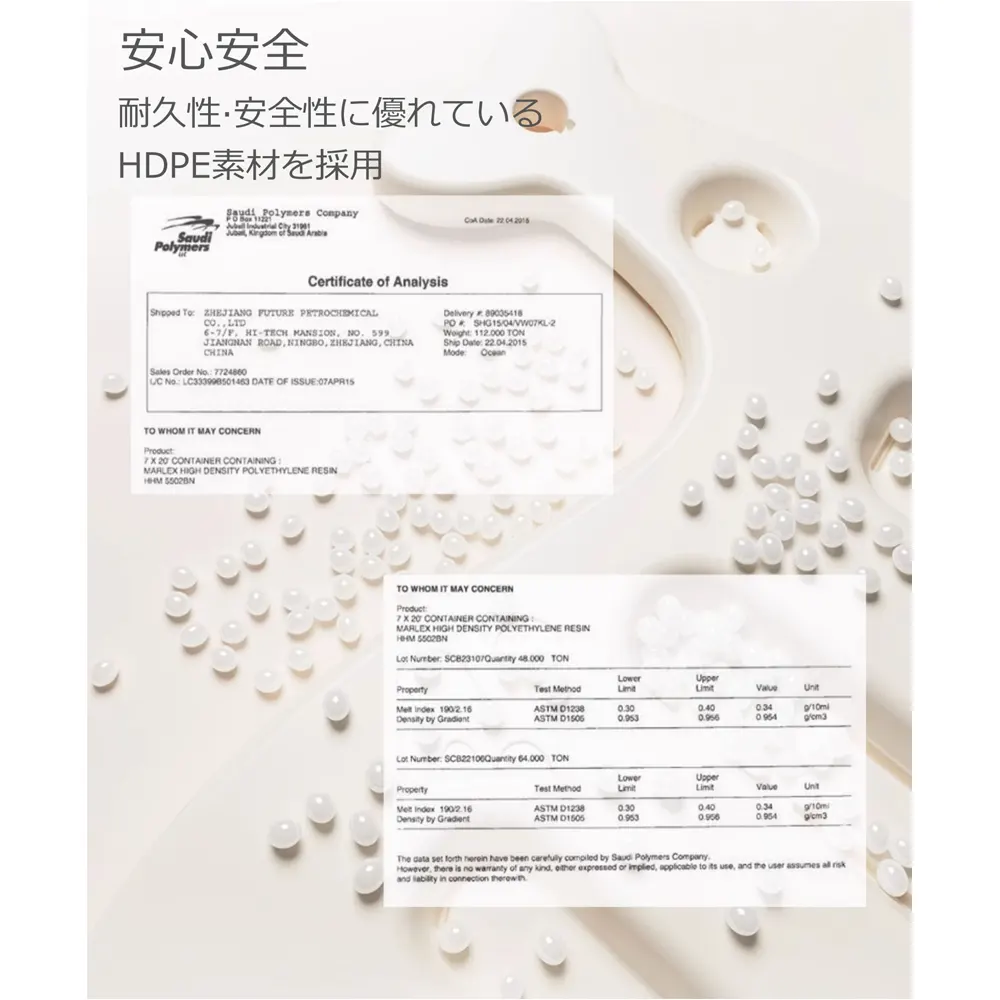 安心安全
耐久性·安全性に優れている
HDPE素材を採用
Saudi Polymers Company
P O Box 11221
Jubail Industrial City 31961
Jubail, Kingdom of Saudi Arabia
CoA Date: 22.04.2015
Saudi
Polymers
LLC
Certificate of Analysis
Shipped To: ZHEJIANG FUTURE PETROCHEMICAL
CO.,LTD
6-7/F, HI-TECH MANSION, NO. 599
JIANGNAN ROAD,NINGBO,ZHEJIANG,CHINA
CHINA
Delivery #: 89035418
PO #: SHG15/04/VW07KL-2
Weight: 112.000 TON
Ship Date: 22.04.2015
Mode: Ocean
Sales Order No.: 7724860
L/C No.: LC33399B501463 DATE OF ISSUE:07APR15
TO WHOM IT MAY CONCERN
Product:
7 X 20' CONTAINER CONTAINING :
MARLEX HIGH DENSITY POLYETHYLENE RESIN
HHM 5502BN
TO WHOM IT MAY CONCERN
Product:
7 X 20' CONTAINER CONTAINING :
MARLEX HIGH DENSITY POLYETHYLENE RESIN
HHM 5502BN
Lot Number: SCB23107Quantity 48.000 TON
Property Test Method Lower Limit Upper Limit Value Unit
Melt Index 190/2.16 ASTM D1238 0.30 0.40 0.34 g/10mi
Density by Gradient ASTM D1505 0.953 0.956 0.954 g/cm3
Lot Number: SCB22106Quantity 64.000 TON
Property Test Method Lower Limit Upper Limit Value Unit
Melt Index 190/2.16 ASTM D1238 0.30 0.40 0.34 g/10mi
Density by Gradient ASTM D1505 0.953 0.956 0.954 g/cm3
The data set forth herein have been carefully compiled by Saudi Polymers Company.
However, there is no warranty of any kind, either expressed or implied, applicable to its use, and the user assumes all risk
and liability in connection therewith.